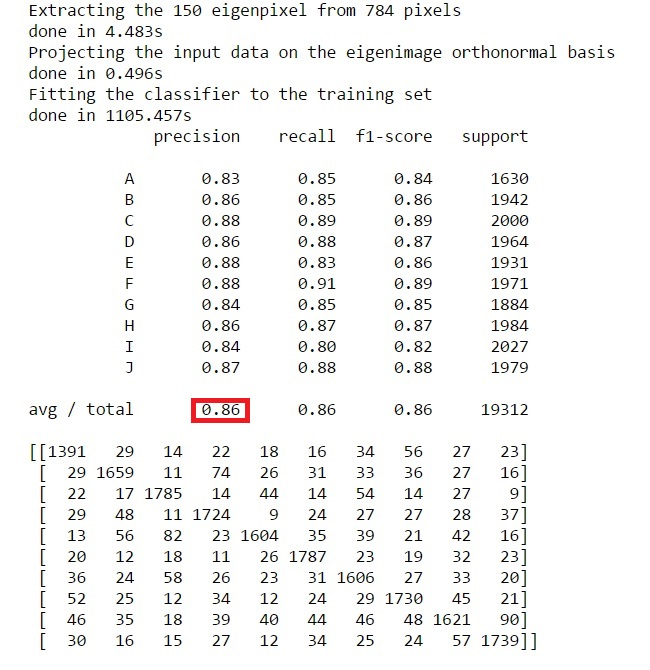 Extracting the 150 eigenpixel from 784 pixels
done in 4.483s
Projecting the input data on the eigenimage orthonormal basis
done in 0.496s
Fitting the classifier to the training set
done in 1105.457s
precision recall f1-score support
A 0.83 0.85 0.84 1630
B 0.86 0.85 0.86 1942
C 0.88 0.89 0.89 2000
D 0.86 0.88 0.87 1964
E 0.88 0.83 0.86 1931
F 0.88 0.91 0.89 1971
G 0.84 0.85 0.85 1884
H 0.86 0.87 0.87 1984
I 0.84 0.80 0.82 2027
J 0.87 0.88 0.88 1979
avg / total 0.86 0.86 0.86 19312
[[1391 29 14 22 18 16 34 56 27 23]
[ 29 1659 11 74 26 31 33 36 27 16]
[ 22 17 1785 14 44 14 54 14 27 9]
[ 29 48 11 1724 9 24 27 27 28 37]
[ 13 56 82 23 1604 35 39 21 42 16]
[ 20 12 18 11 26 1787 23 19 32 23]
[ 36 24 58 26 23 31 1606 27 33 20]
[ 52 25 12 34 12 24 29 1730 45 21]
[ 46 35 18 39 40 44 46 48 1621 90]
[ 30 16 15 27 12 34 25 24 57 1739]]